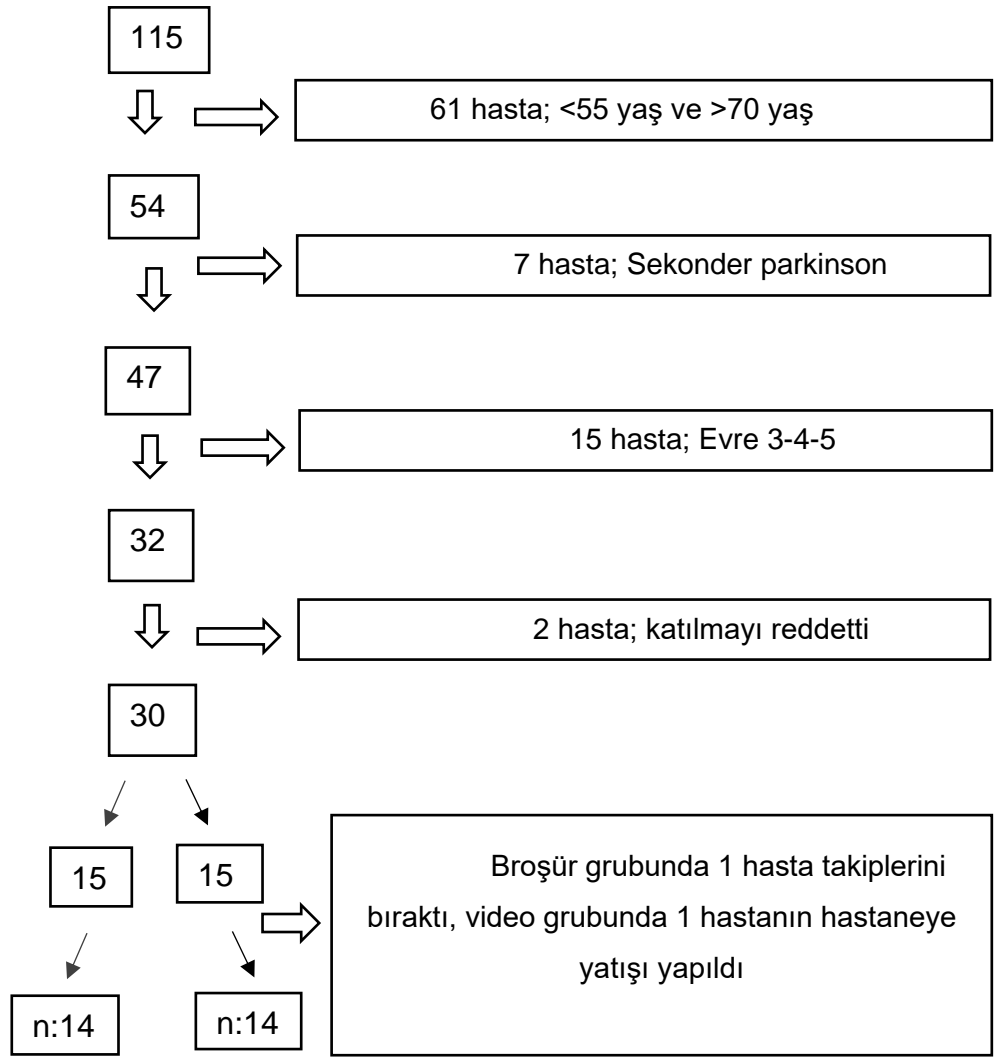 115
61 hasta; <55 yaş ve >70 yaş
54
7 hasta; Sekonder parkinson
47
15 hasta; Evre 3-4-5
32
2 hasta; katılmayı reddetti
30
15
15
Broşür grubunda 1 hasta takiplerini
bıraktı, video grubunda 1 hastanın hastaneye
yatışı yapıldı
n:14
n:14